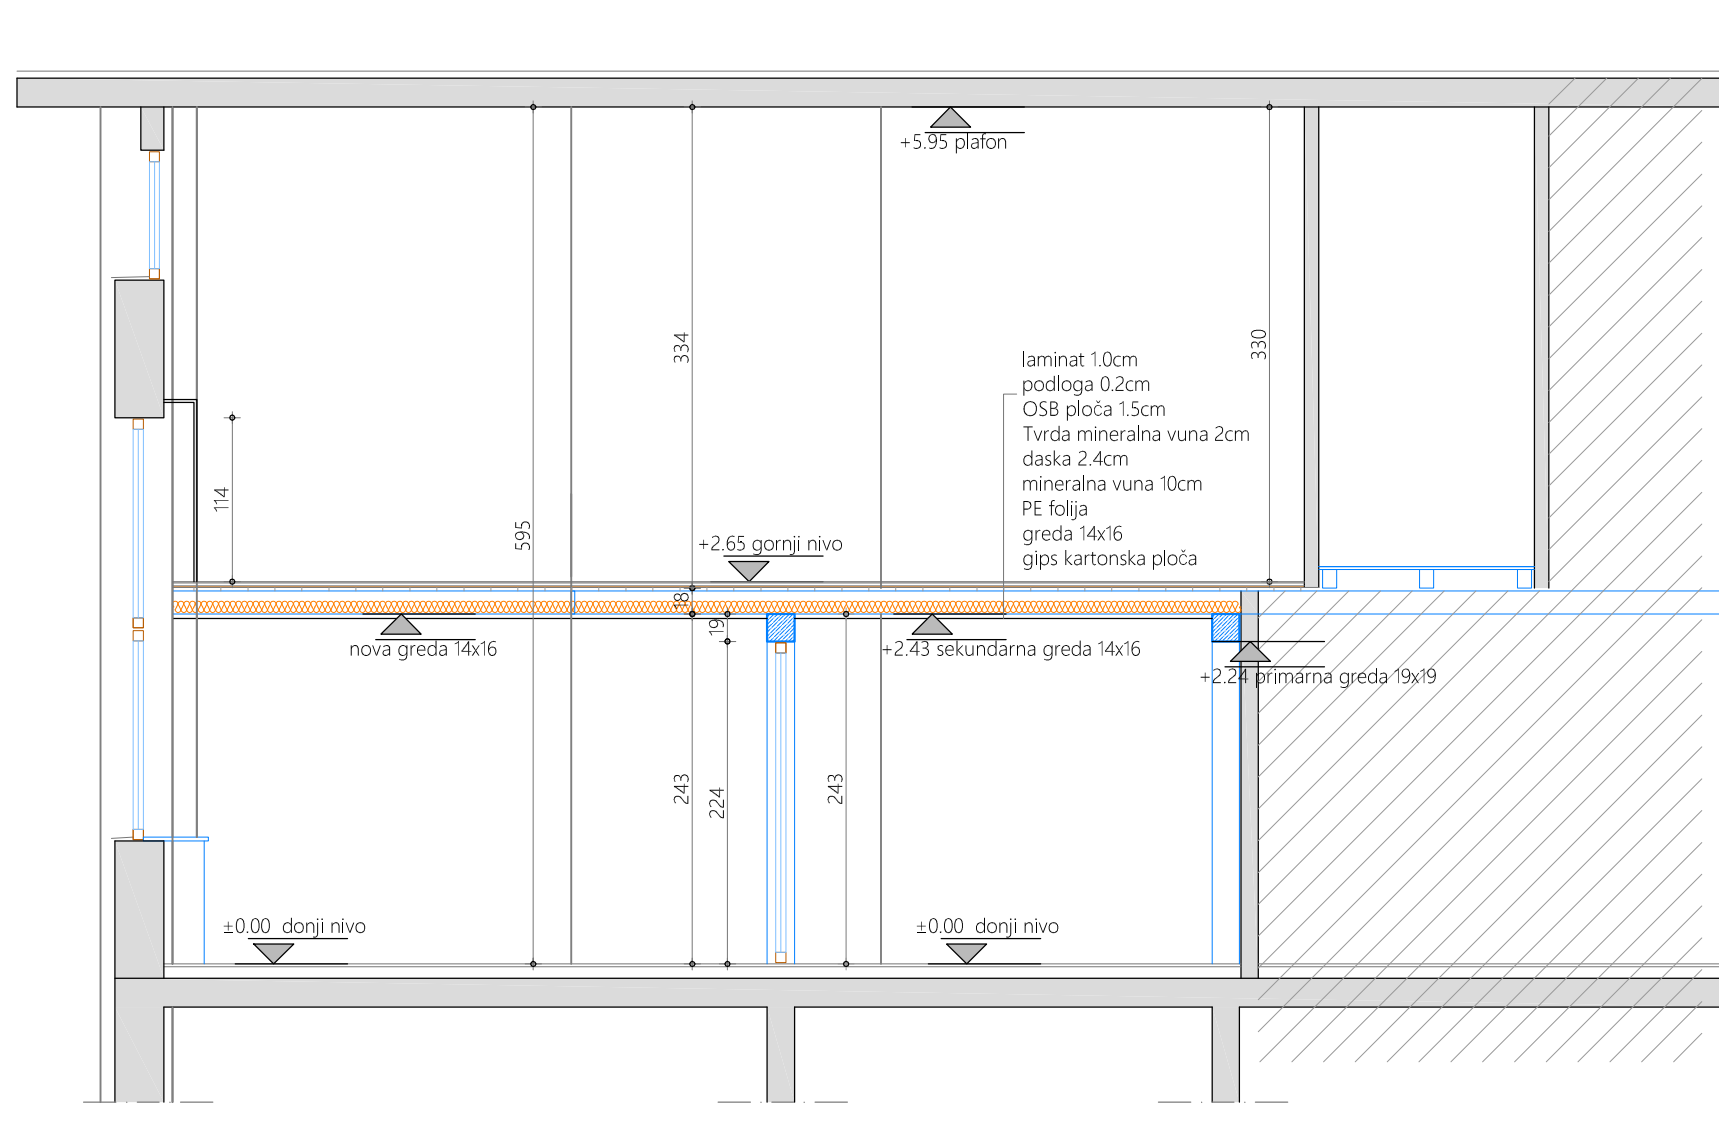 +5.95 plafon
334
330
laminat 1.0cm
podloga 0.2cm
OSB ploča 1.5cm
Tvrda mineralna vuna 2cm
daska 2.4cm
mineralna vuna 10cm
PE folija
greda 14x16
gips kartonska ploča
114
595
+2.65 gornji nivo
18
19
nova greda 14x16
+2.43 sekundarna greda 14x16
+2.24 primarna greda 19x19
243
224
243
±0.00 donji nivo
±0.00 donji nivo